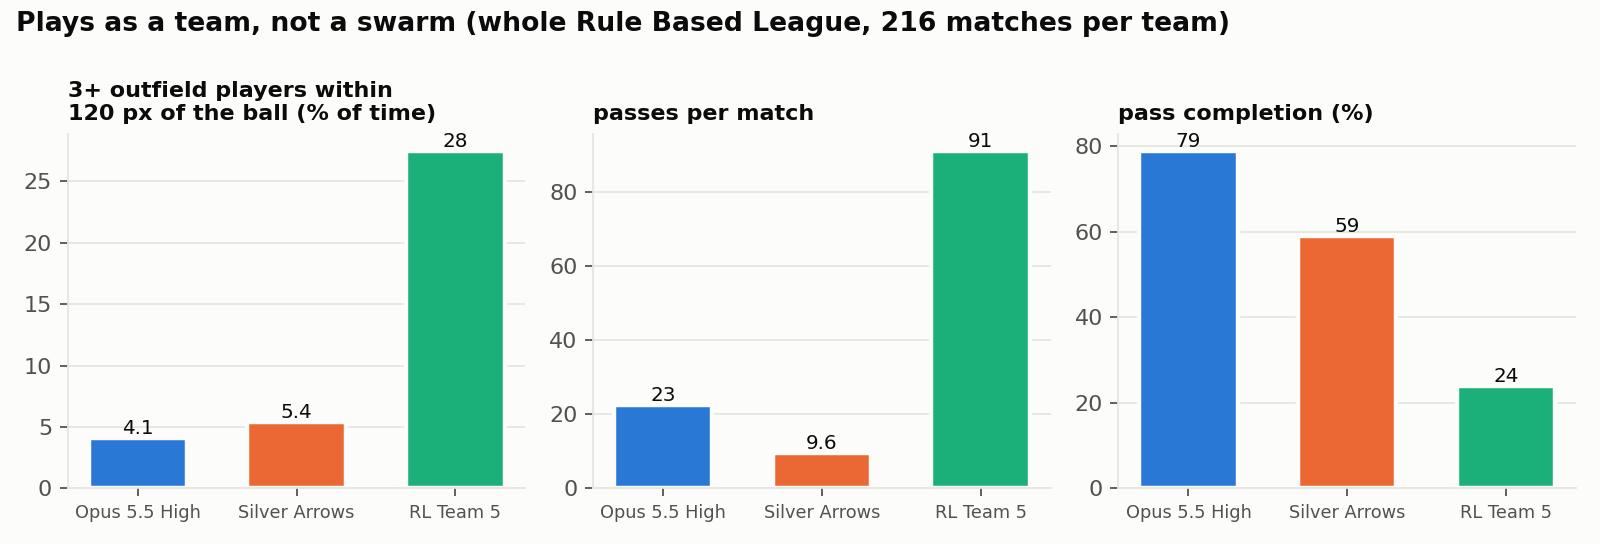 Plays as a team, not a swarm (whole Rule Based League, 216 matches per team)
3+ outfield players within
120 px of the ball (% of time)
28
25
20
15
10
5
0
4.1
5.4
Opus 5.5 High
Silver Arrows
RL Team 5
passes per match
91
80
60
40
20
0
23
9.6
Opus 5.5 High
Silver Arrows
RL Team 5
pass completion (%)
80
60
40
20
0
79
59
24
Opus 5.5 High
Silver Arrows
RL Team 5